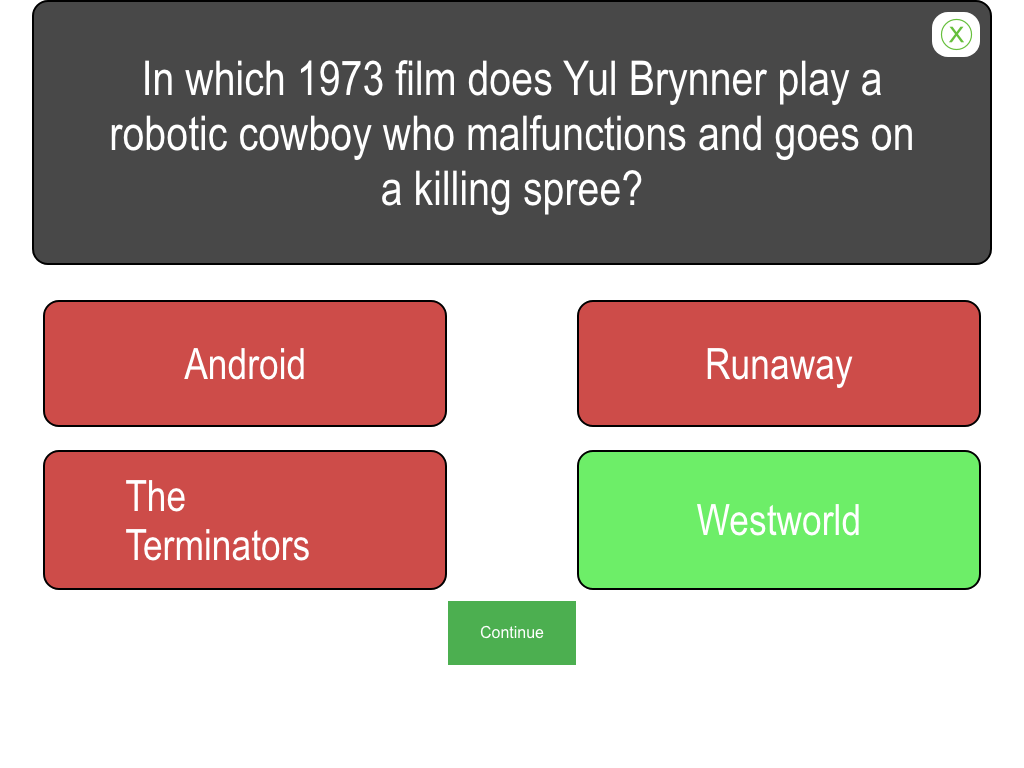 In which 1973 film does Yul Brynner play a
robotic cowboy who malfunctions and goes on
a killing spree?
ⓧ
Android
Runaway
The
Terminators
Westworld
Continue